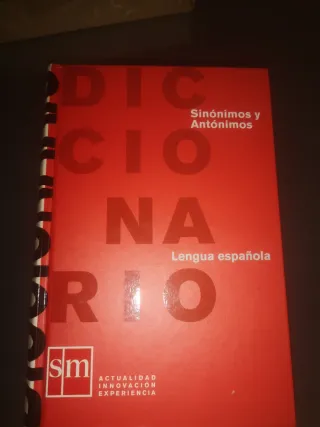 DIC
CIO
NA
RIO
Sinónimos y
Antónimos
Lengua española
sm
ACTUALIDAD
INNOVACIÓN
EXPERIENCIA